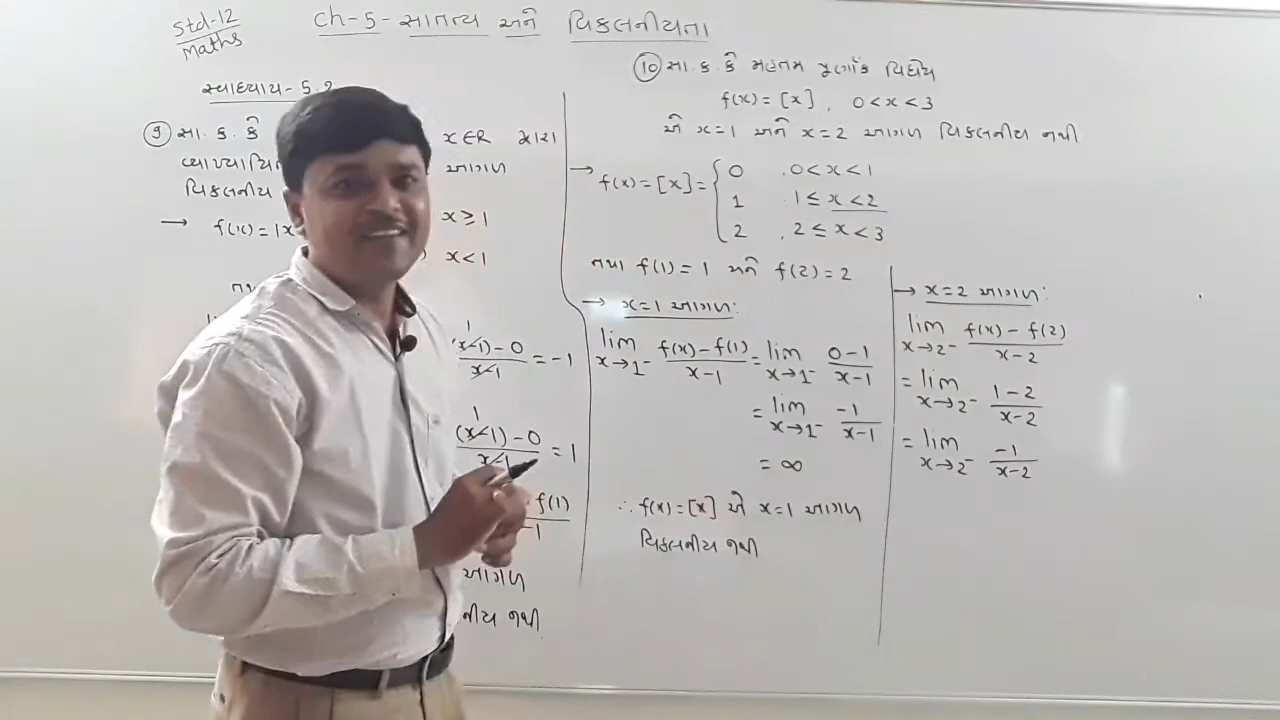 Std-12
Maths
Ch-5-સાતત્ય અને વિકલનીયતા
સ્વાધ્યાય-5.2
9 સા.ક.કે x∈R
આગળ
વિકલનીય
→ f(x)=|x x≥1
x<1
(x-1)-0/x-1 = -1
1
(x-1)-0/x-1 = 1
1
f(1)
-1
આગળ
નીય નથી
10 સા.ક.કે મહત્તમ પૂર્ણાંક વિધેય
f(x)=[x], 0<x<3
એ x=1 અને x=2 આગળ વિકલનીય નથી
→ f(x)=[x]={ 0 , 0<x<1
1 , 1≤x<2
2 , 2≤x<3
તથા f(1)=1 અને f(2)=2
→ x=1 આગળ:
lim x→1⁻ f(x)-f(1)/x-1 = lim x→1⁻ 0-1/x-1
= lim x→1⁻ -1/x-1
= ∞
∴ f(x)=[x] એ x=1 આગળ
વિકલનીય નથી
→ x=2 આગળ:
lim x→2⁻ f(x)-f(2)/x-2
= lim x→2⁻ 1-2/x-2
= lim x→2⁻ -1/x-2